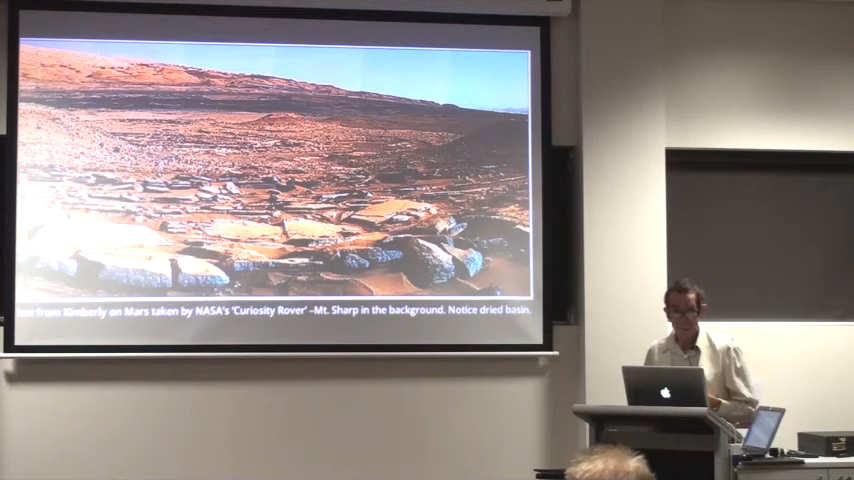 from Kimberly on Mars taken by NASA's 'Curiosity Rover' –Mt. Sharp in the background. Notice dried basin.